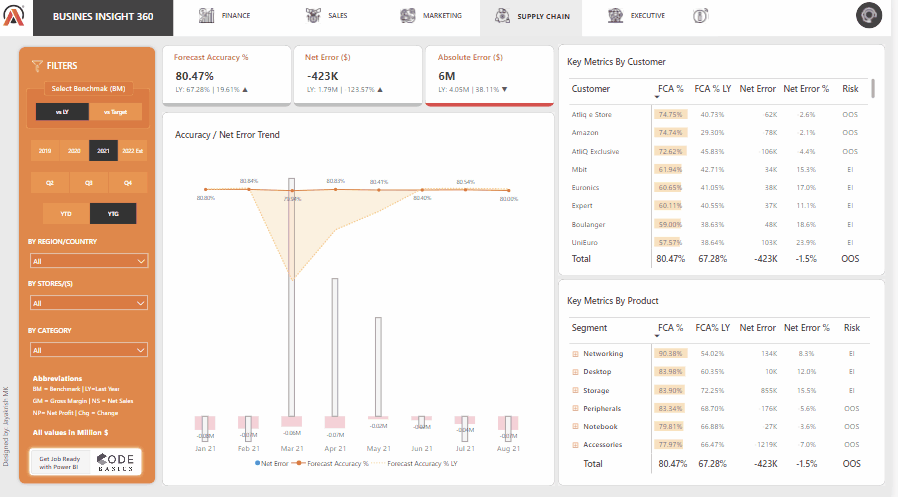 BUSINES INSIGHT 360
FINANCE
SALES
MARKETING
SUPPLY CHAIN
EXECUTIVE
FILTERS
Select Benchmak (BM)
vs LY
vs Target
2019
2020
2021
2022 Est
Q2
Q3
Q4
YTD
YTG
BY REGION/COUNTRY
All
BY STORES/(S)
All
BY CATEGORY
All
Abbreviations
BM = Benchmark | LY=Last Year
GM = Gross Margin | NS = Net Sales
NP= Net Profit | Chg = Change
All values in Million $
Get Job Ready
with Power BI
CODE
BASICS
Designed by: Jayakrish MK
Forecast Accuracy %
80.47%
LY: 67.28% | 19.61% ▲
Net Error ($)
-423K
LY: 1.79M | -123.57% ▲
Absolute Error ($)
6M
LY: 4.05M | 38.11% ▼
Accuracy / Net Error Trend
80.80%
80.84%
79.94%
80.83%
80.41%
80.40%
80.54%
80.00%
-0.06M
-0.07M
-0.02M
-0.04M
Jan 21
Feb 21
Mar 21
Apr 21
May 21
Jun 21
Jul 21
Aug 21
Net Error
Forecast Accuracy %
Forecast Accuracy % LY
Key Metrics By Customer
Customer FCA % FCA % LY Net Error Net Error % Risk
Atliq e Store 74.75% 40.73% 62K 2.6% OOS
Amazon 74.74% 29.30% 78K -2.1% OOS
AtliQ Exclusive 72.62% 45.83% 106K -4.4% OOS
Mbit 61.94% 42.71% 34K 15.3% EI
Euronics 60.65% 41.05% 38K 17.0% EI
Expert 60.11% 40.55% 37K 11.1% EI
Boulanger 59.00% 38.63% 48K 18.6% EI
UniEuro 57.57% 38.64% 103K 23.9% EI
Total 80.47% 67.28% -423K -1.5% OOS
Key Metrics By Product
Segment FCA % FCA% LY Net Error Net Error % Risk
Networking 90.38% 54.02% 134K 8.3% EI
Desktop 83.98% 60.35% 10K 12.0% EI
Storage 83.90% 72.25% 855K 15.5% EI
Peripherals 83.34% 68.70% 176K 5.6% OOS
Notebook 79.81% 66.88% 27K 3.6% OOS
Accessories 77.97% 66.47% -1219K 7.0% OOS
Total 80.47% 67.28% -423K -1.5% OOS